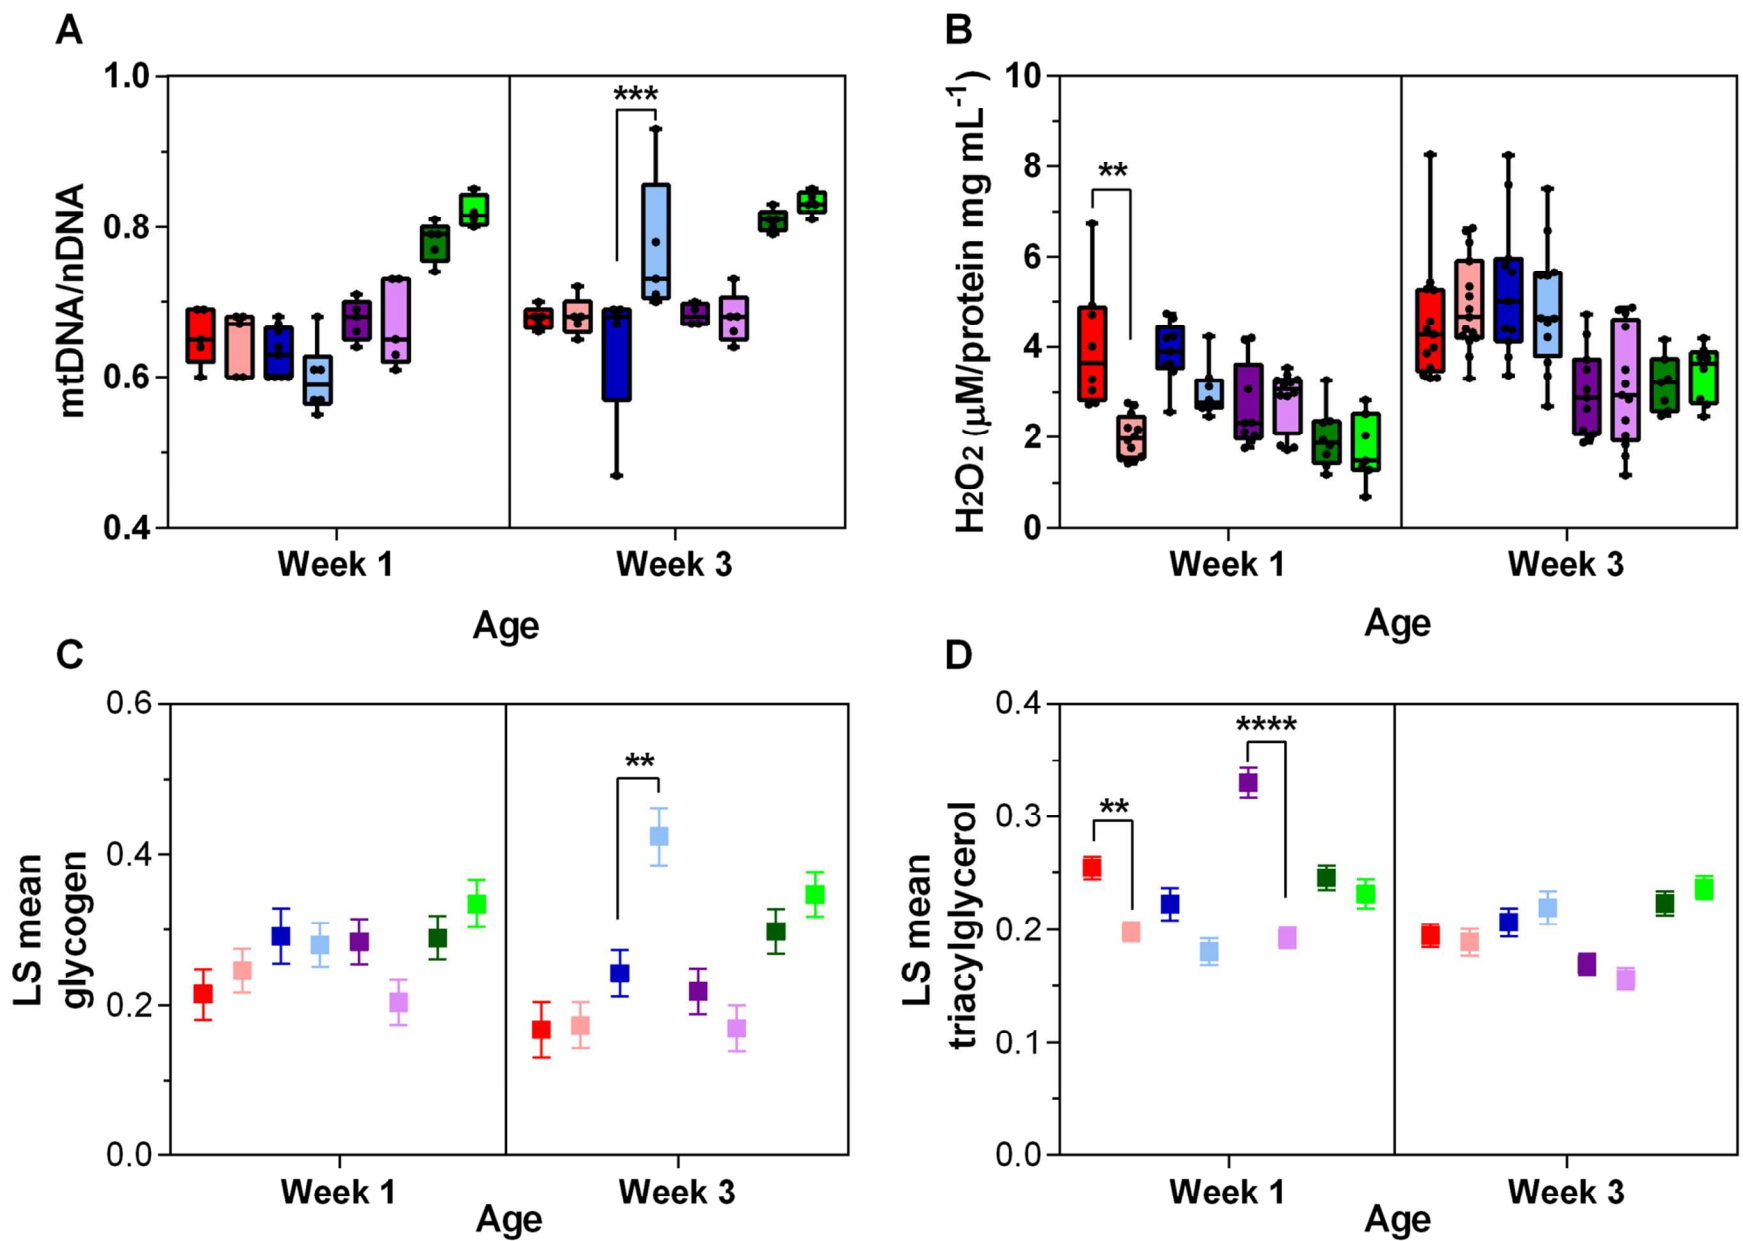 A
mtDNA/nDNA
1.0
0.8
0.6
0.4
***
Week 1
Week 3
Age
B
H2O2 (µM/protein mg mL-1)
10
8
6
4
2
0
**
Week 1
Week 3
Age
C
LS mean
glycogen
0.6
0.4
0.2
0.0
**
Week 1
Week 3
Age
D
LS mean
triacylglycerol
0.4
0.3
0.2
0.1
0.0
**
****
Week 1
Week 3
Age